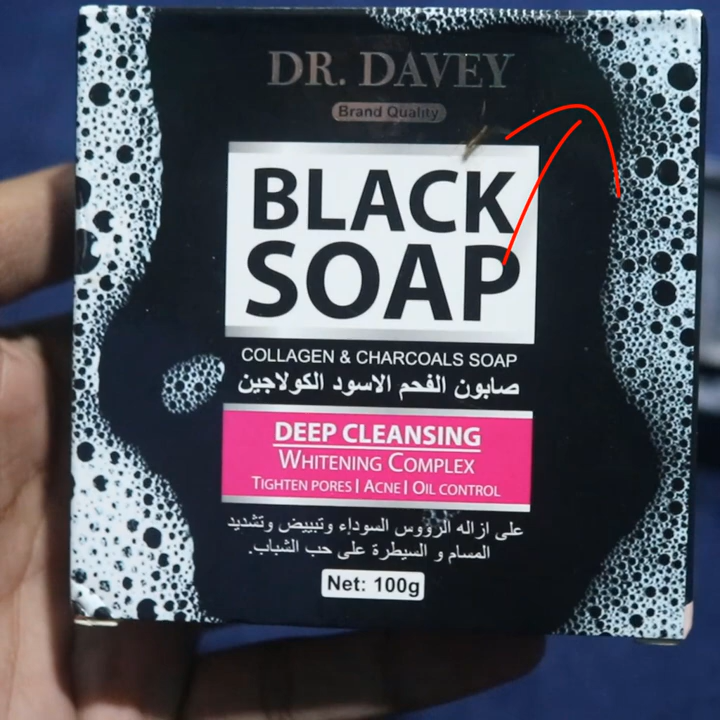 DR. DAVEY
Brand Quality
BLACK
SOAP
COLLAGEN & CHARCOALS SOAP
صابون الفحم الاسود الكولاجين
DEEP CLEANSING
WHITENING COMPLEX
TIGHTEN PORES | ACNE | OIL CONTROL
على ازاله الرؤوس السوداء وتبييض وتشديد
المسام و السيطرة على حب الشباب.
Net: 100g